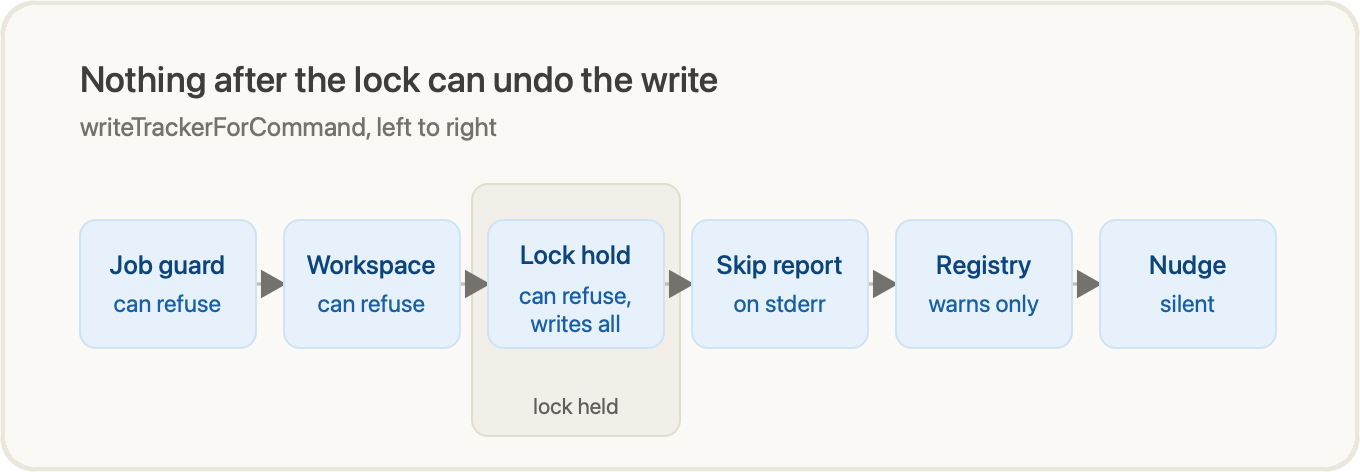 Nothing after the lock can undo the write
writeTrackerForCommand, left to right
Job guard
can refuse
Workspace
can refuse
Lock hold
can refuse,
writes all
lock held
Skip report
on stderr
Registry
warns only
Nudge
silent